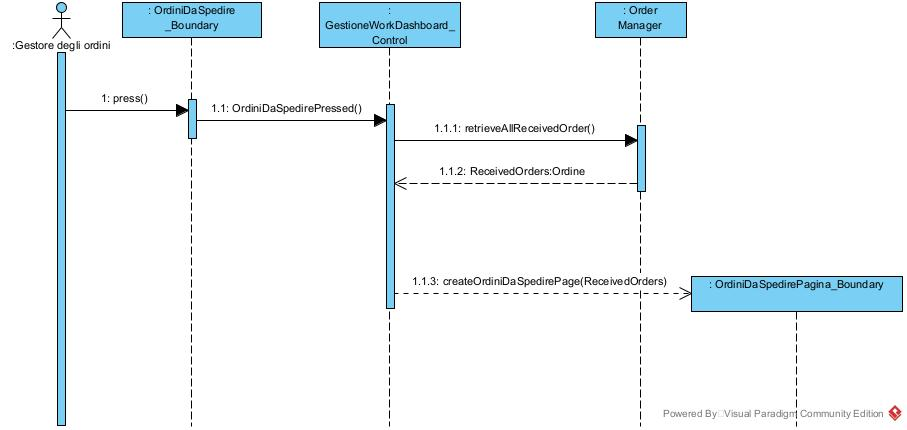 : OrdiniDaSpedire
_Boundary
:
GestioneWorkDashboard_
Control
: Order
Manager
:Gestore degli ordini
1: press()
1.1: OrdiniDaSpedirePressed()
1.1.1: retrieveAllReceivedOrder()
1.1.2: ReceivedOrders:Ordine
1.1.3: createOrdiniDaSpedirePage(ReceivedOrders)
: OrdiniDaSpedirePagina_Boundary
Powered By Visual Paradigm Community Edition